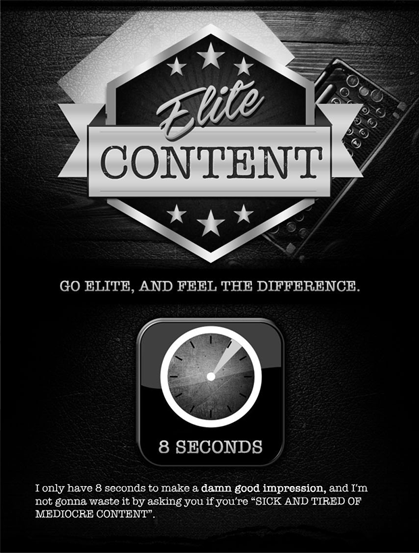 Elite
CONTENT
GO ELITE, AND FEEL THE DIFFERENCE.
8 SECONDS
I only have 8 seconds to make a damn good impression, and I'm
not gonna waste it by asking you if you're “SICK AND TIRED OF
MEDIOCRE CONTENT”.